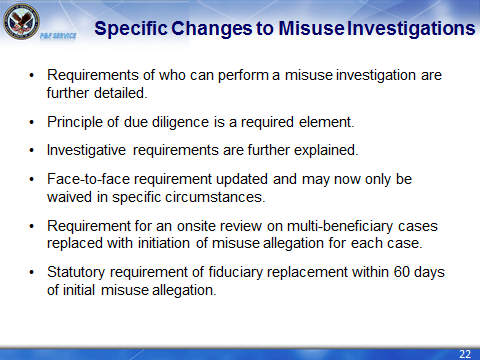 Specific Changes to Misuse Investigations
P&F SERVICE
• Requirements of who can perform a misuse investigation are
further detailed.
• Principle of due diligence is a required element.
• Investigative requirements are further explained.
• Face-to-face requirement updated and may now only be
waived in specific circumstances.
• Requirement for an onsite review on multi-beneficiary cases
replaced with initiation of misuse allegation for each case.
• Statutory requirement of fiduciary replacement within 60 days
of initial misuse allegation.
22